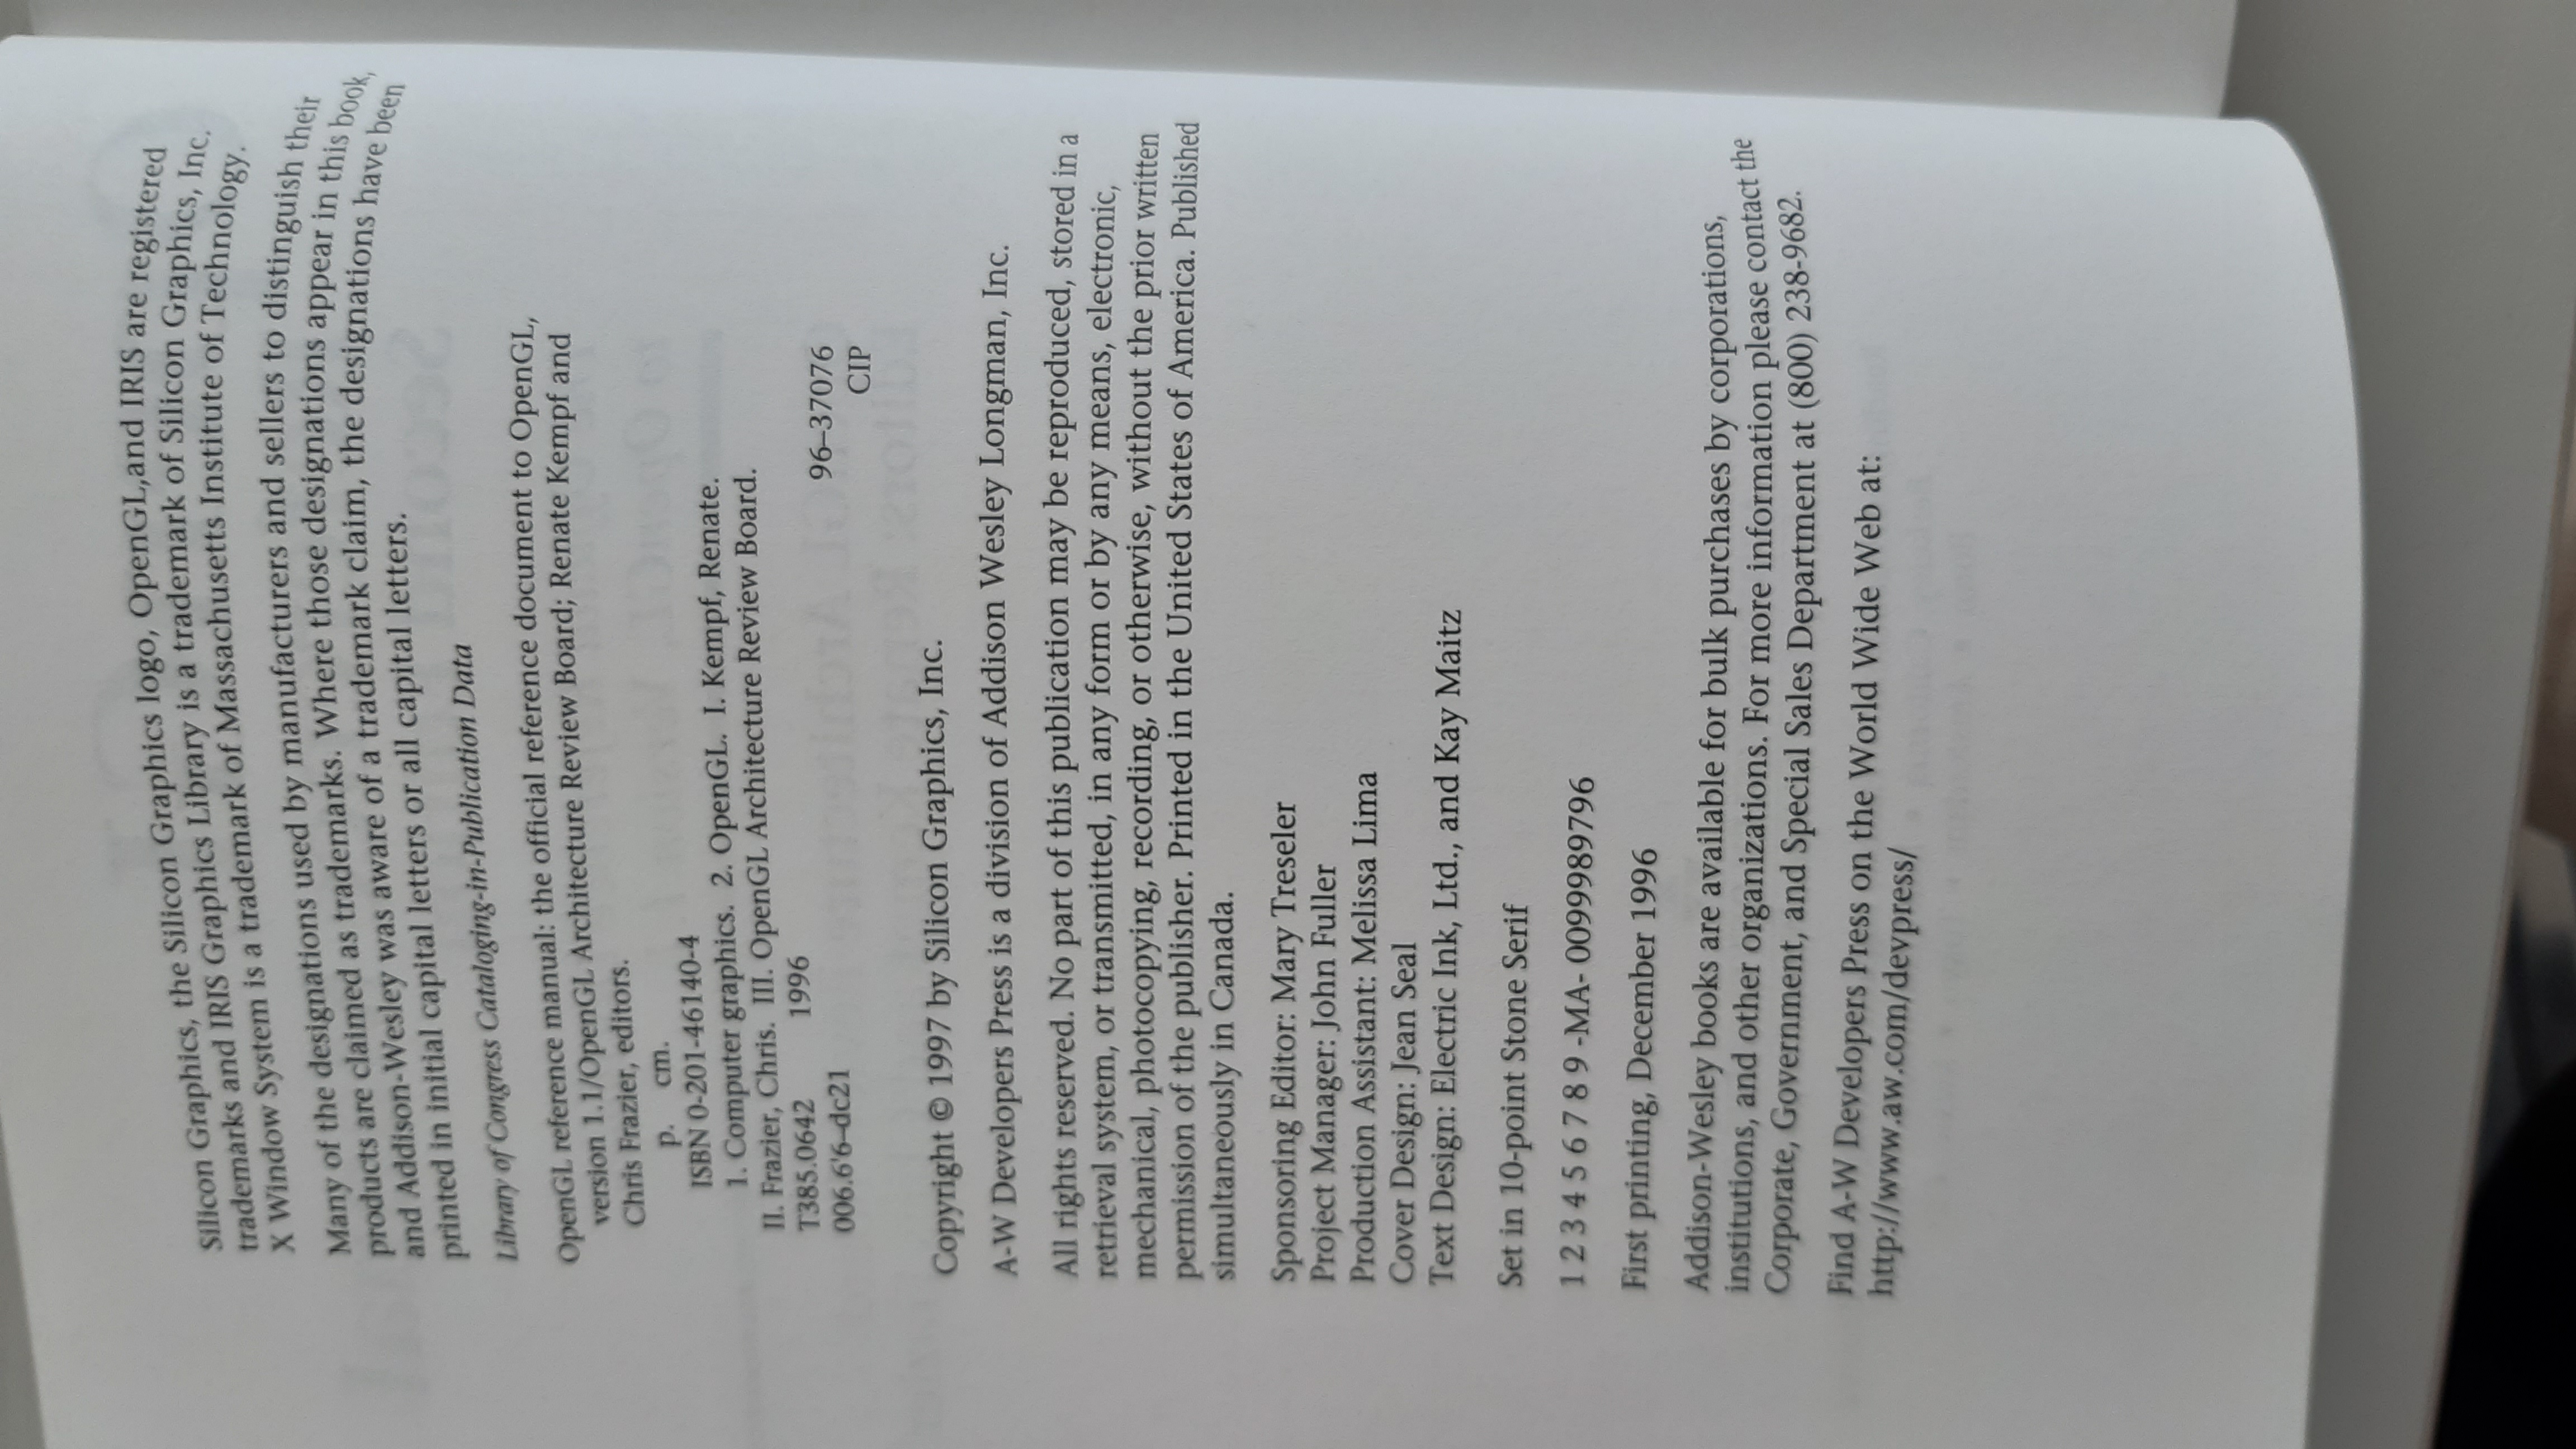 Silicon Graphics, the Silicon Graphics logo, OpenGL,and IRIS are registered
trademarks and IRIS Graphics Library is a trademark of Silicon Graphics, Inc.
X Window System is a trademark of Massachusetts Institute of Technology.
Many of the designations used by manufacturers and sellers to distinguish their
products are claimed as trademarks. Where those designations appear in this book,
and Addison-Wesley was aware of a trademark claim, the designations have been
printed in initial capital letters or all capital letters.
Library of Congress Cataloging-in-Publication Data
OpenGL reference manual: the official reference document to OpenGL,
version 1.1/OpenGL Architecture Review Board; Renate Kempf and
Chris Frazier, editors.
p. cm.
ISBN 0-201-46140-4
1. Computer graphics. 2. OpenGL. I. Kempf, Renate.
II. Frazier, Chris. III. OpenGL Architecture Review Board.
T385.0642 1996
006.6'6–dc21
96–37076
CIP
Copyright © 1997 by Silicon Graphics, Inc.
A-W Developers Press is a division of Addison Wesley Longman, Inc.
All rights reserved. No part of this publication may be reproduced, stored in a
retrieval system, or transmitted, in any form or by any means, electronic,
mechanical, photocopying, recording, or otherwise, without the prior written
permission of the publisher. Printed in the United States of America. Published
simultaneously in Canada.
Sponsoring Editor: Mary Treseler
Project Manager: John Fuller
Production Assistant: Melissa Lima
Cover Design: Jean Seal
Text Design: Electric Ink, Ltd., and Kay Maitz
Set in 10-point Stone Serif
1 2 3 4 5 6 7 8 9 -MA- 0099989796
First printing, December 1996
Addison-Wesley books are available for bulk purchases by corporations,
institutions, and other organizations. For more information please contact the
Corporate, Government, and Special Sales Department at (800) 238-9682.
Find A-W Developers Press on the World Wide Web at:
http://www.aw.com/devpress/